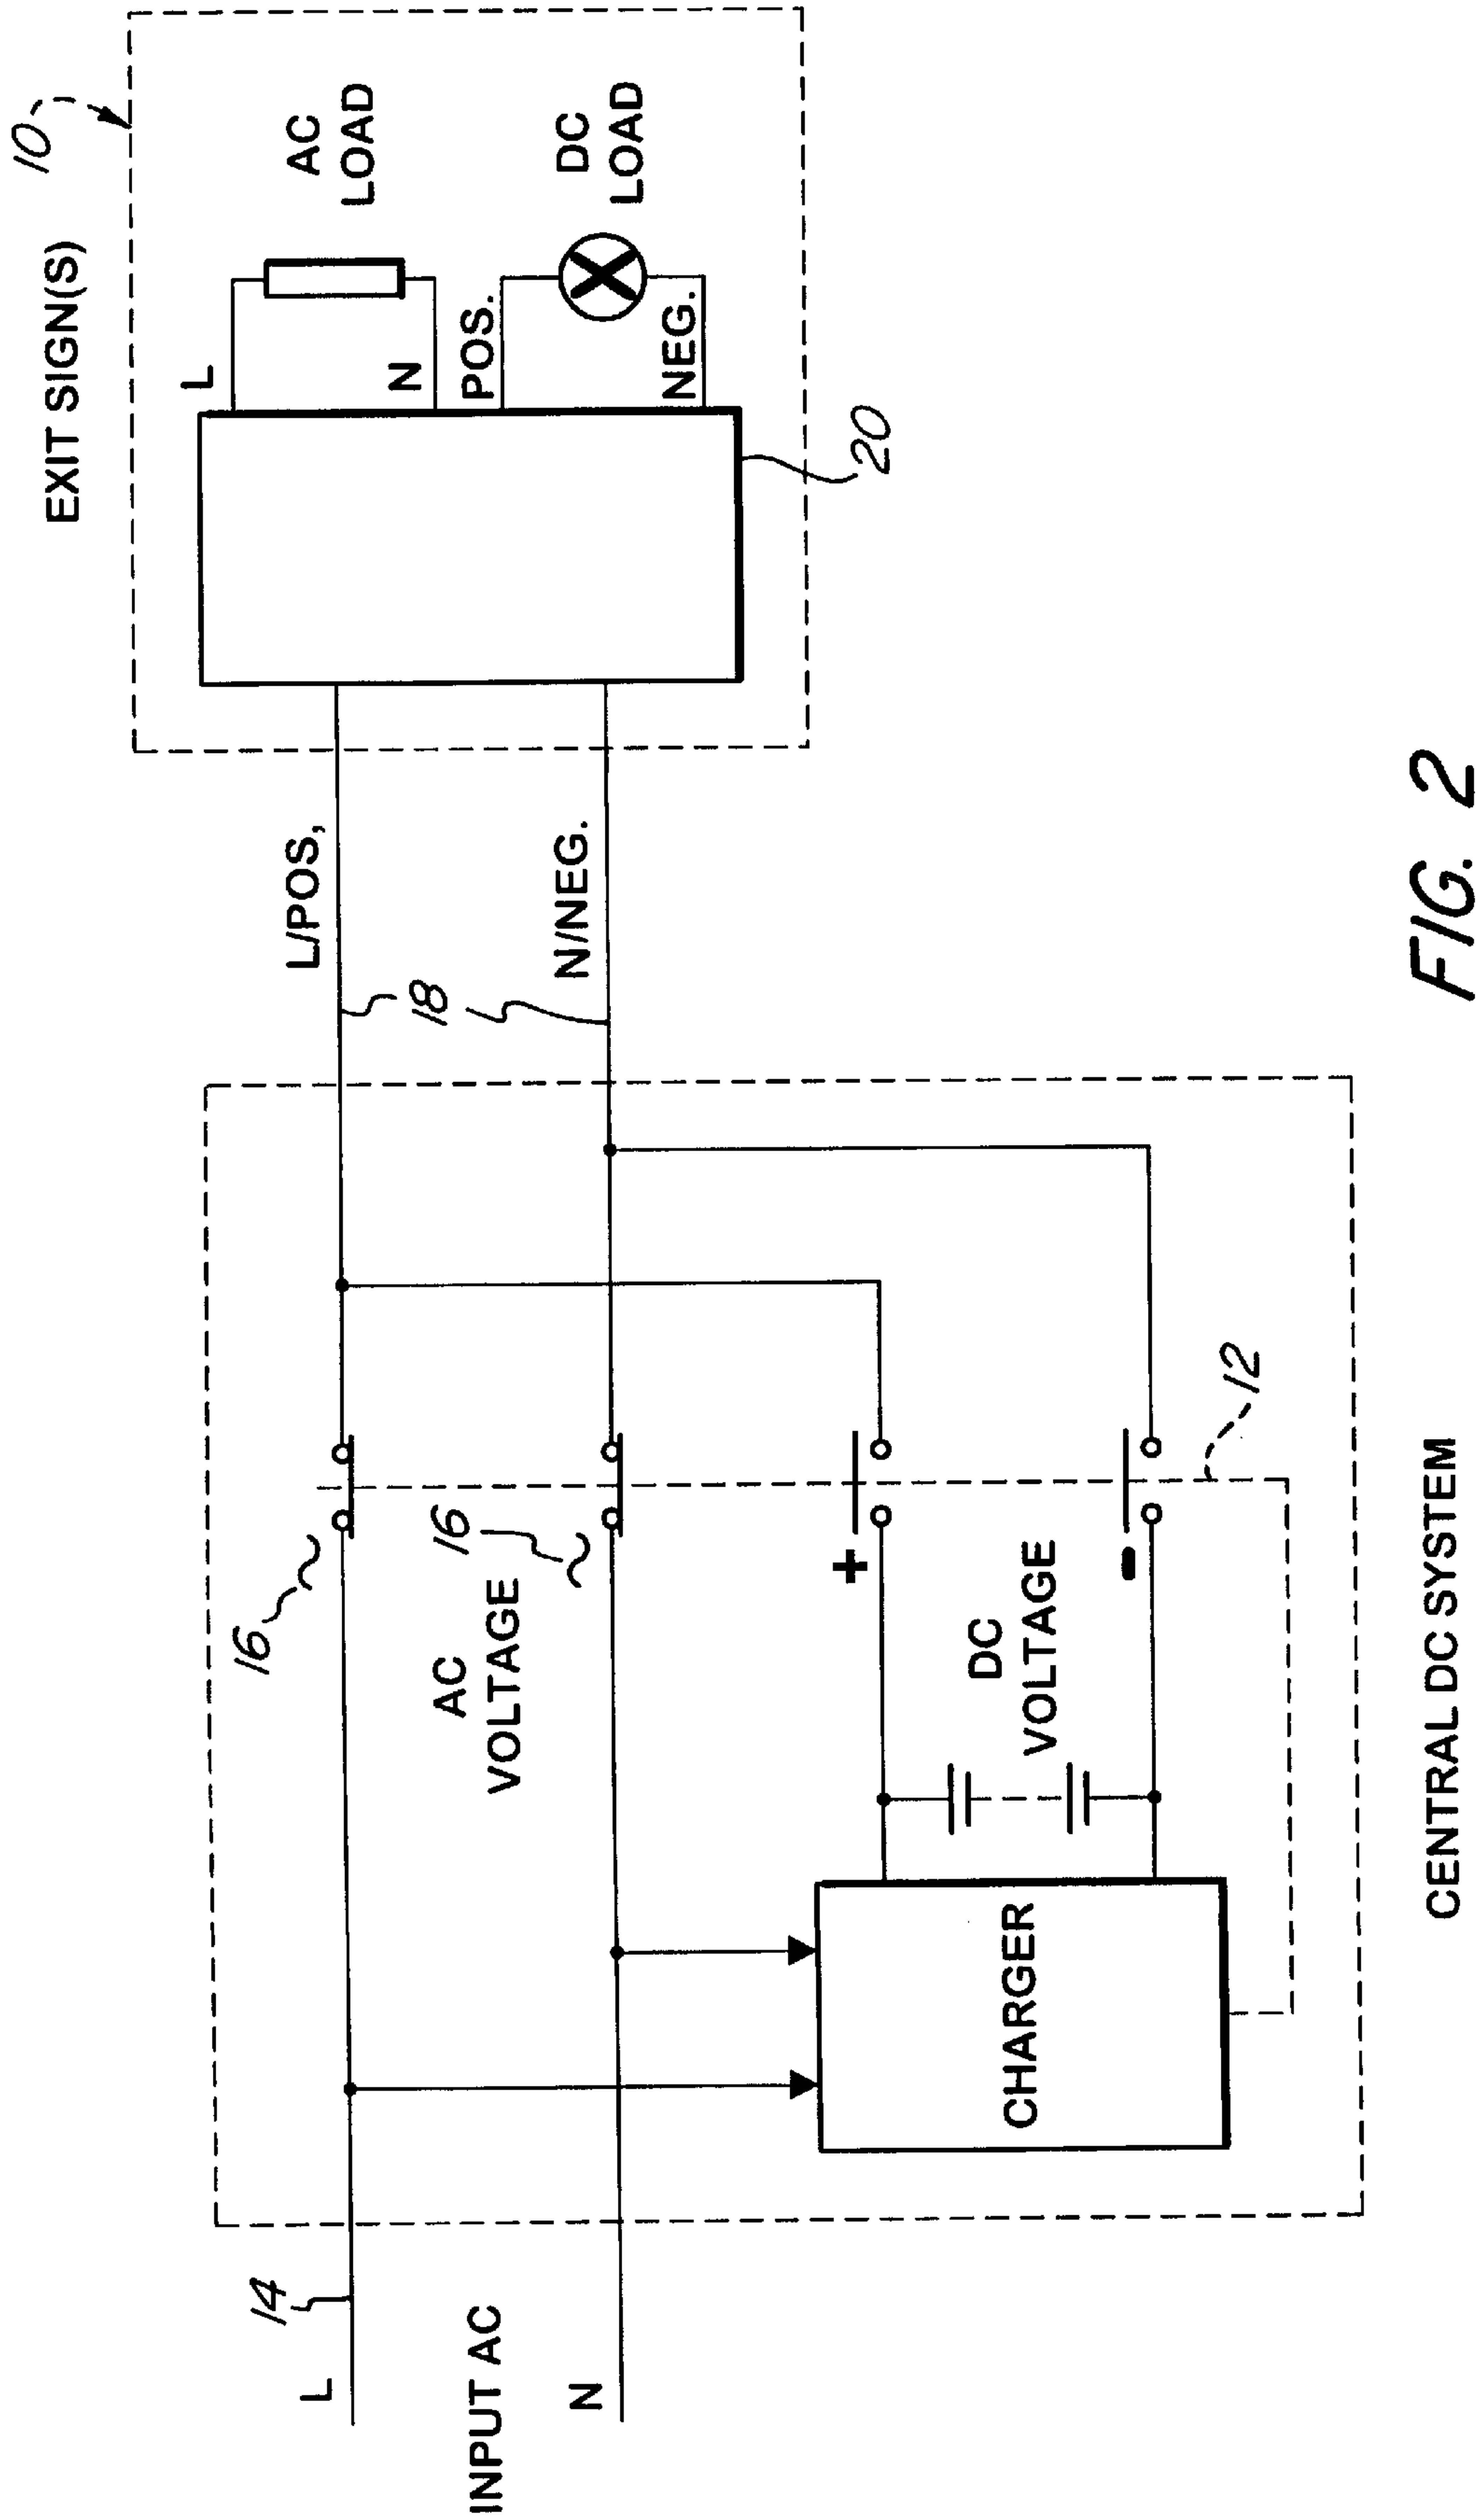 EXIT SIGN(S)
10
L
AC
LOAD
N
POS.
DC
LOAD
NEG.
20
L/POS,
N/NEG.
18
16
16
AC
VOLTAGE
+
DC
VOLTAGE
-
12
CHARGER
14
L
INPUT AC
N
CENTRAL DC SYSTEM
FIG. 2